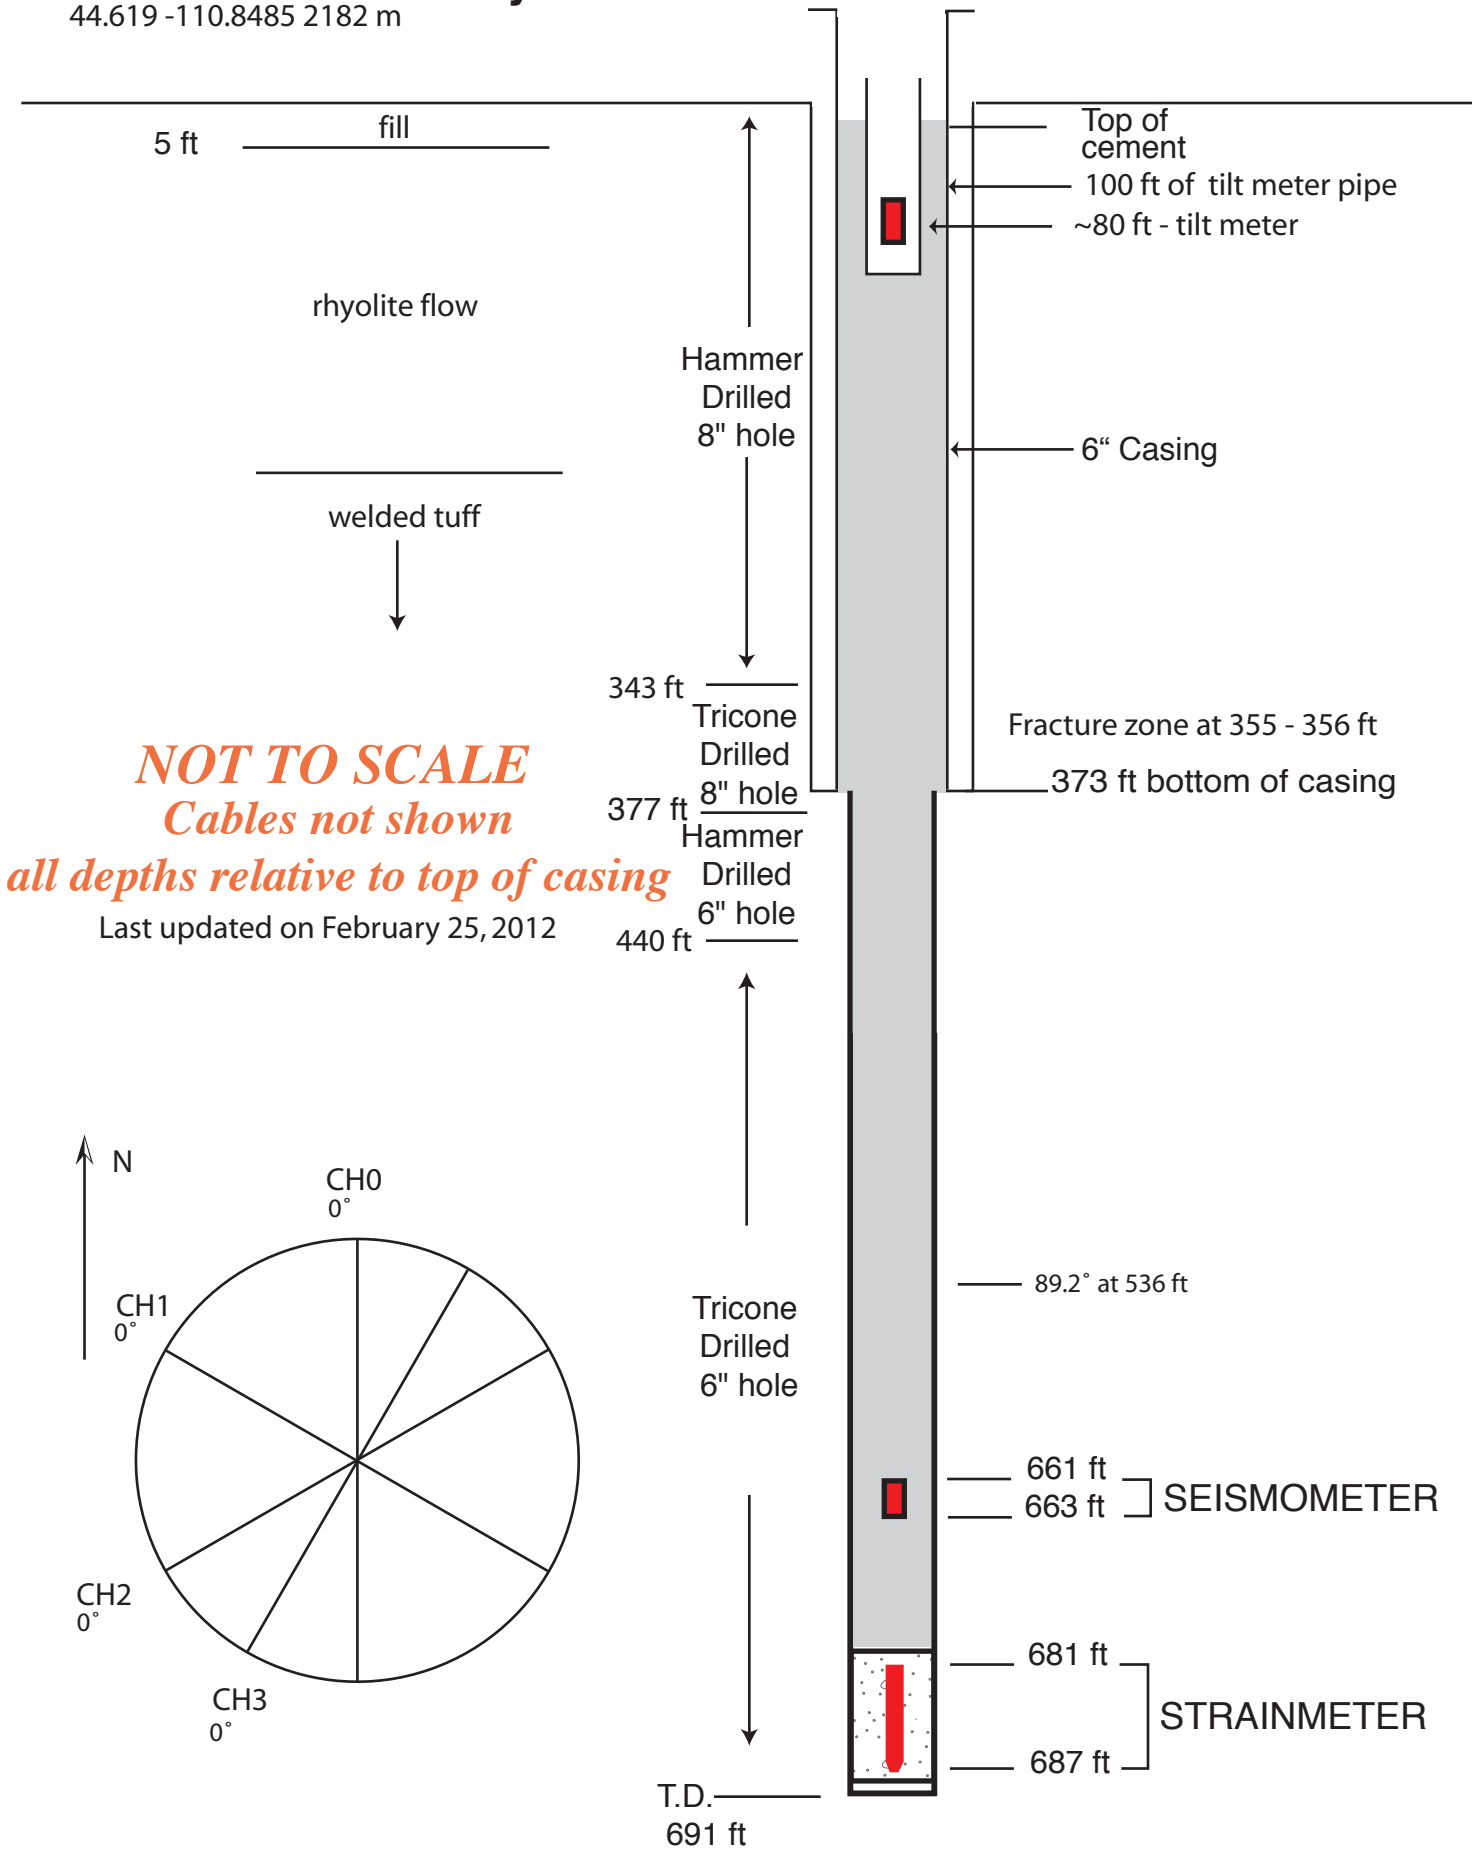 44.619 -110.8485 2182 m
fill
5 ft
rhyolite flow
welded tuff
Top of
cement
100 ft of tilt meter pipe
~80 ft - tilt meter
Hammer
Drilled
8" hole
6“ Casing
343 ft
Tricone
Drilled
8" hole
Fracture zone at 355 - 356 ft
373 ft bottom of casing
377 ft
Hammer
Drilled
6" hole
440 ft
NOT TO SCALE
Cables not shown
all depths relative to top of casing
Last updated on February 25, 2012
N
CH0
0˚
CH1
0˚
CH2
0˚
CH3
0˚
Tricone
Drilled
6" hole
89.2˚ at 536 ft
661 ft
663 ft
SEISMOMETER
681 ft
STRAINMETER
687 ft
T.D.
691 ft